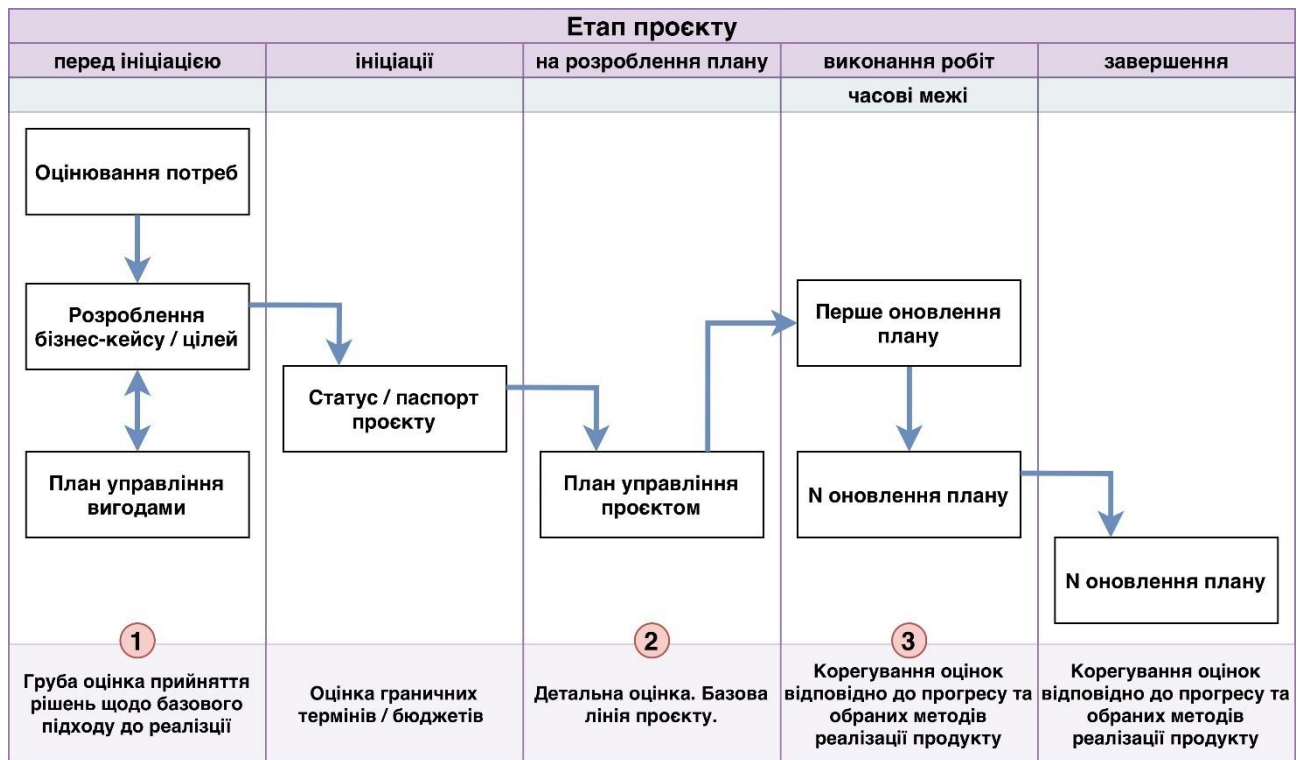 Етап проєкту
перед ініціацією
ініціації
на розроблення плану
виконання робіт
завершення
часові межі
Оцінювання потреб
Розроблення
бізнес-кейсу / цілей
План управління
вигодами
Статус / паспорт
проєкту
План управління
проєктом
Перше оновлення
плану
N оновлення плану
N оновлення плану
1
2
3
Груба оцінка прийняття
рішень щодо базового
підходу до реалізції
Оцінка граничних
термінів / бюджетів
Детальна оцінка. Базова
лінія проєкту.
Корегування оцінок
відповідно до прогресу та
обраних методів
реалізації продукту
Корегування оцінок
відповідно до прогресу та
обраних методів
реалізації продукту